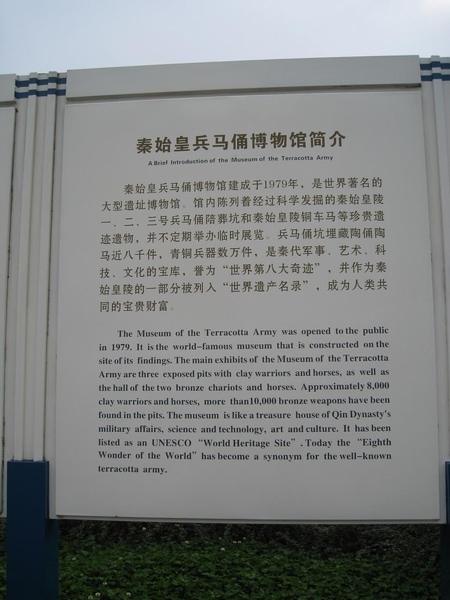 秦始皇兵马俑博物馆简介
A Brief Introduction of the Museum of the Terracotta Army
秦始皇兵马俑博物馆建成于1979年，是世界著名的
大型遗址博物馆。馆内陈列着经过科学发掘的秦始皇陵
一、二、三号兵马俑陪葬坑和秦始皇陵铜车马等珍贵遗
迹遗物，并不定期举办临时展览。兵马俑坑埋藏陶俑陶
马近八千件，青铜兵器数万件，是秦代军事、艺术、科
技、文化的宝库，誉为“世界第八大奇迹”，并作为秦
始皇陵的一部分被列入“世界遗产名录”，成为人类共
同的宝贵财富。
The Museum of the Terracotta Army was opened to the public
in 1979. It is the world-famous museum that is constructed on the
site of its findings. The main exhibits of the Museum of the Terracotta
Army are three exposed pits with clay warriors and horses, as well as
the hall of the two bronze chariots and horses. Approximately 8,000
clay warriors and horses, more than10,000 bronze weapons have been
found in the pits. The museum is like a treasure house of Qin Dynasty's
military affairs, science and technology, art and culture. It has been
listed as an UNESCO “World Heritage Site”. Today the “Eighth
Wonder of the World” has become a synonym for the well-known
terracotta army.